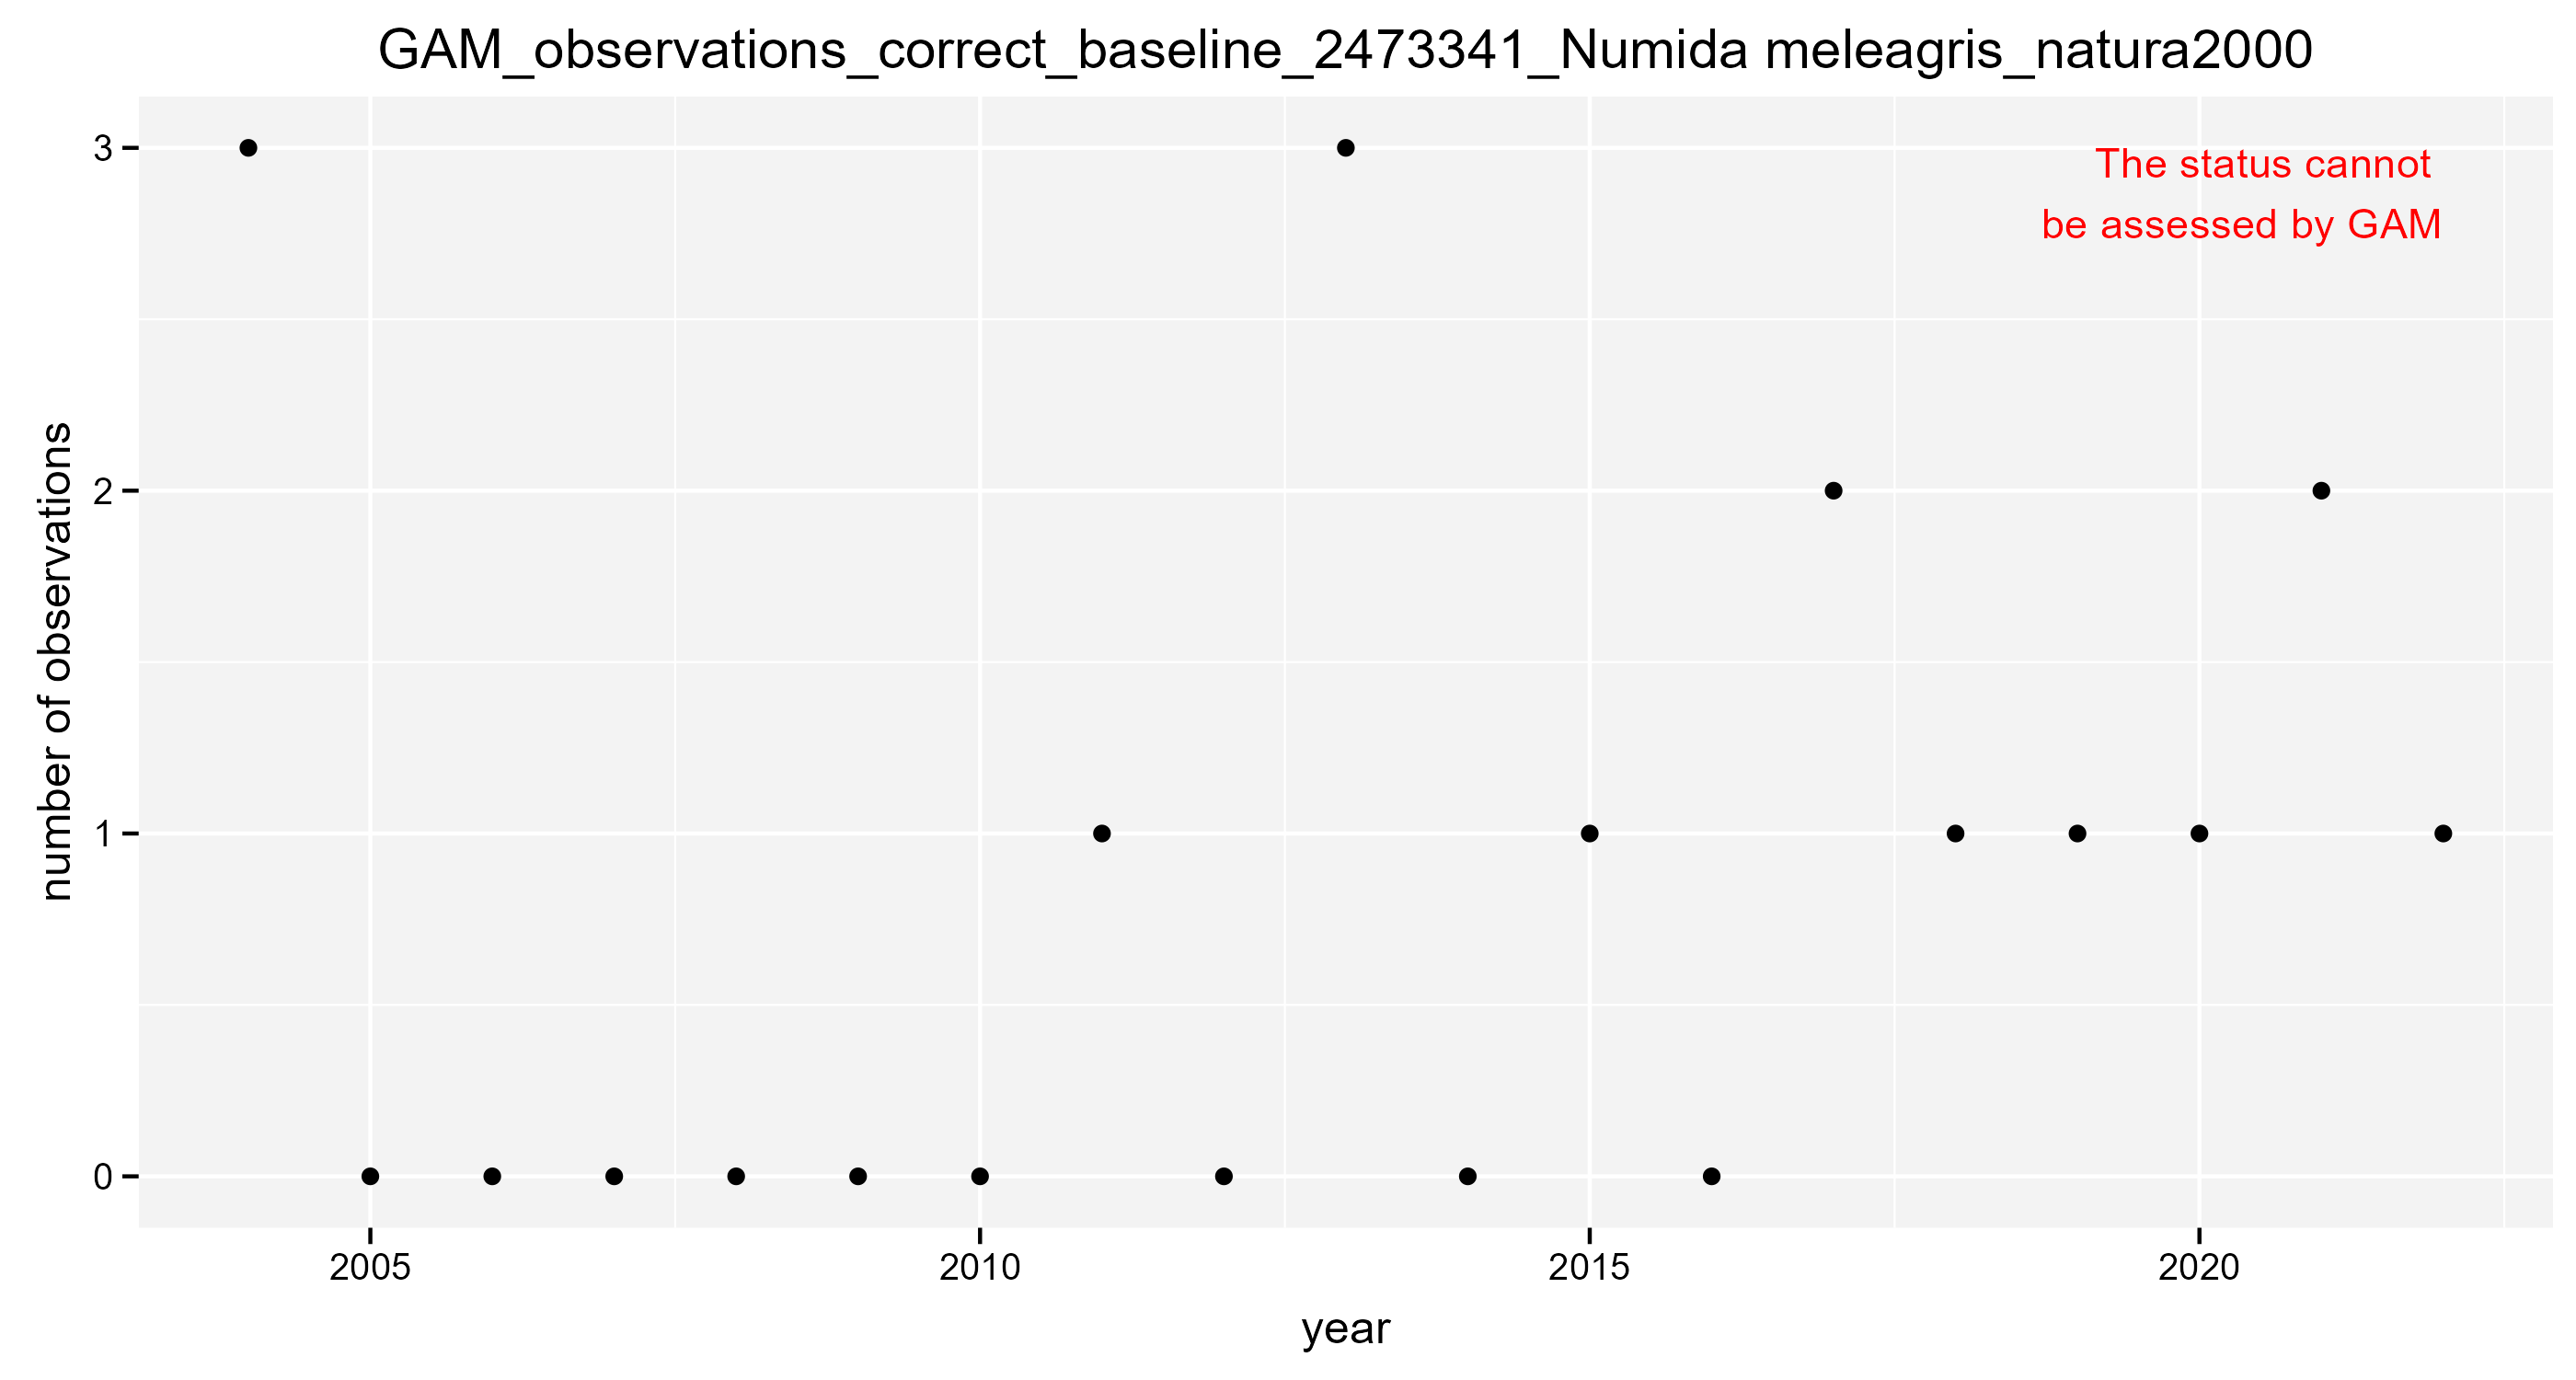 GAM_observations_correct_baseline_2473341_Numida meleagris_natura2000
The status cannot
be assessed by GAM
number of observations
3
2
1
0
2005
2010
2015
2020
year